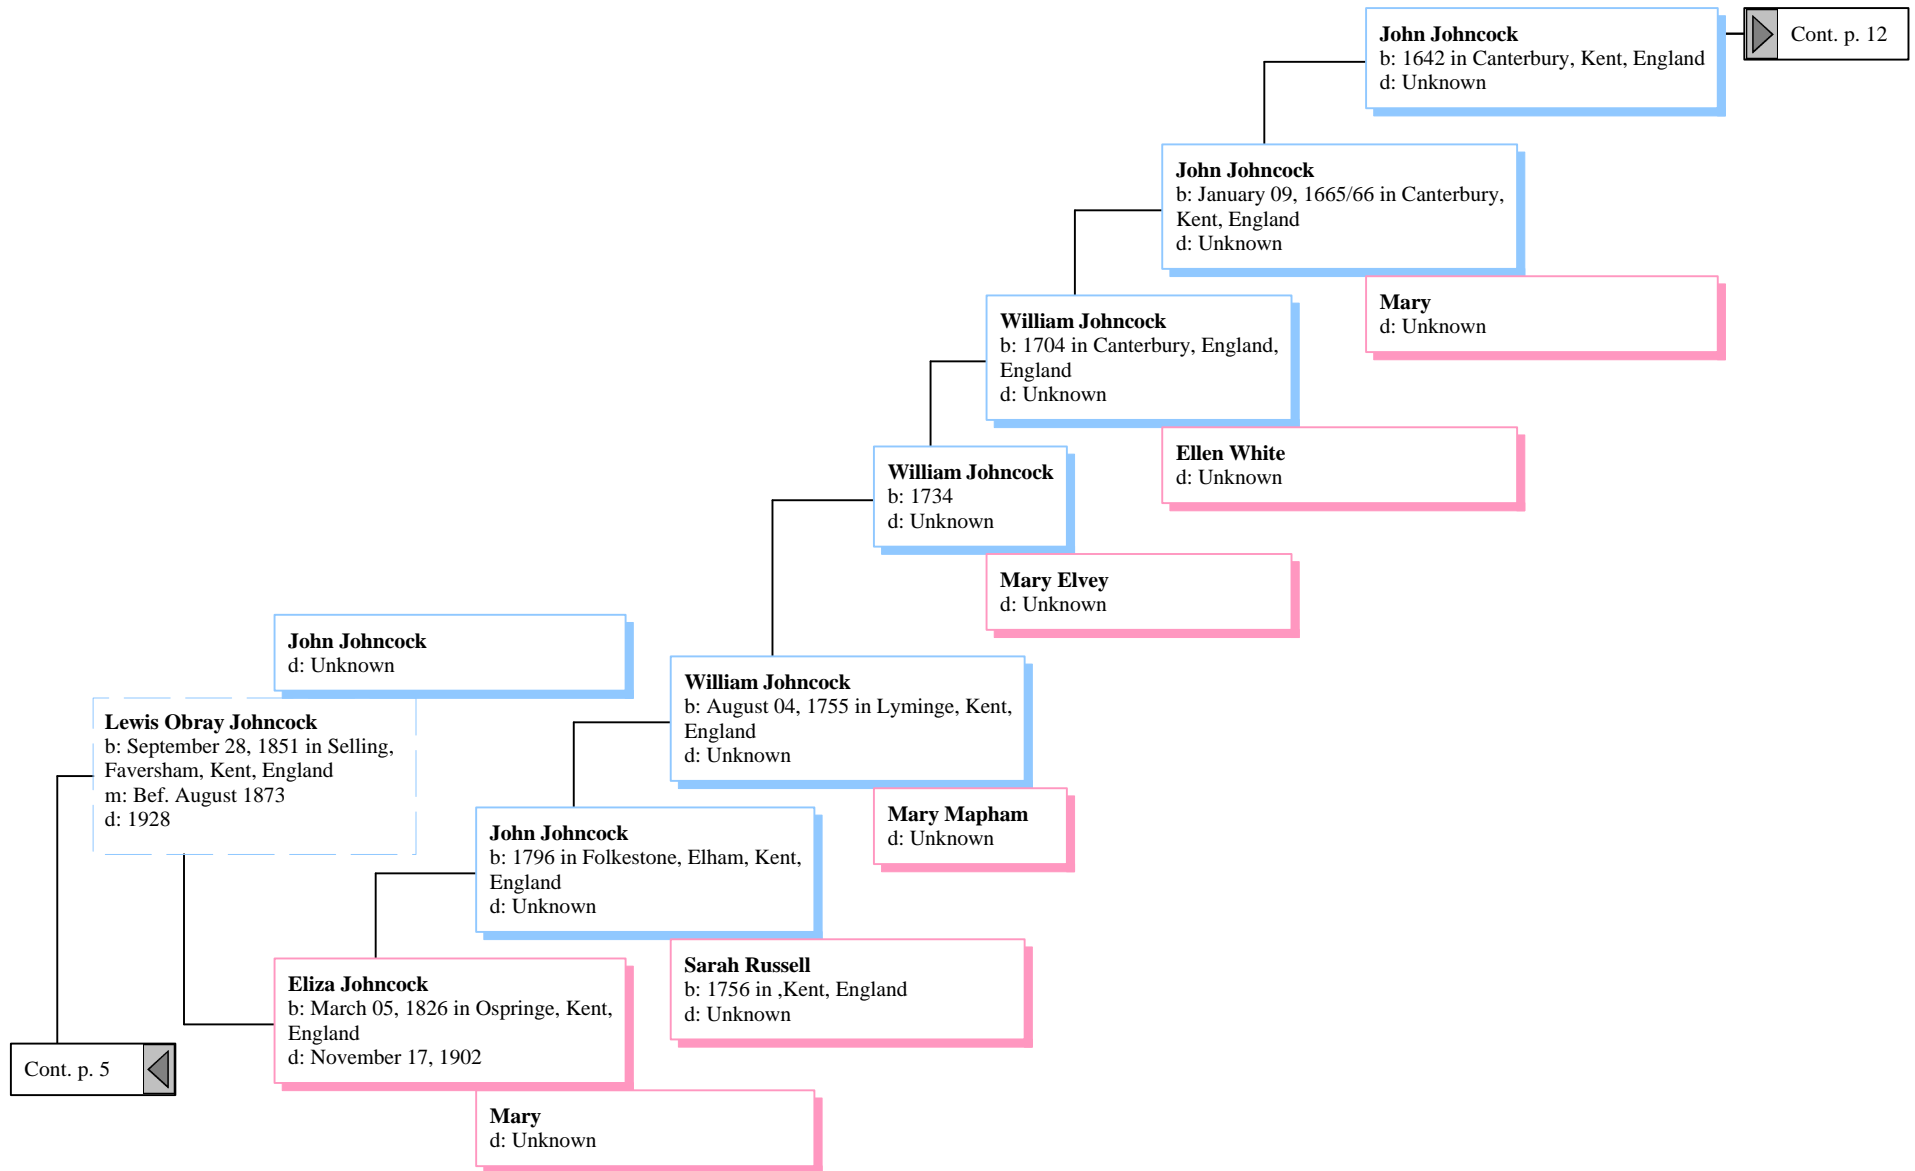 John Johncock
b: 1642 in Canterbury, Kent, England
d: Unknown
Cont. p. 12
John Johncock
b: January 09, 1665/66 in Canterbury,
Kent, England
d: Unknown
Mary
d: Unknown
William Johncock
b: 1704 in Canterbury, England,
England
d: Unknown
Ellen White
d: Unknown
William Johncock
b: 1734
d: Unknown
Mary Elvey
d: Unknown
John Johncock
d: Unknown
William Johncock
b: August 04, 1755 in Lyminge, Kent,
England
d: Unknown
Lewis Obray Johncock
b: September 28, 1851 in Selling,
Faversham, Kent, England
m: Bef. August 1873
d: 1928
Mary Mapham
d: Unknown
John Johncock
b: 1796 in Folkestone, Elham, Kent,
England
d: Unknown
Sarah Russell
b: 1756 in ,Kent, England
d: Unknown
Eliza Johncock
b: March 05, 1826 in Ospringe, Kent,
England
d: November 17, 1902
Cont. p. 5
Mary
d: Unknown